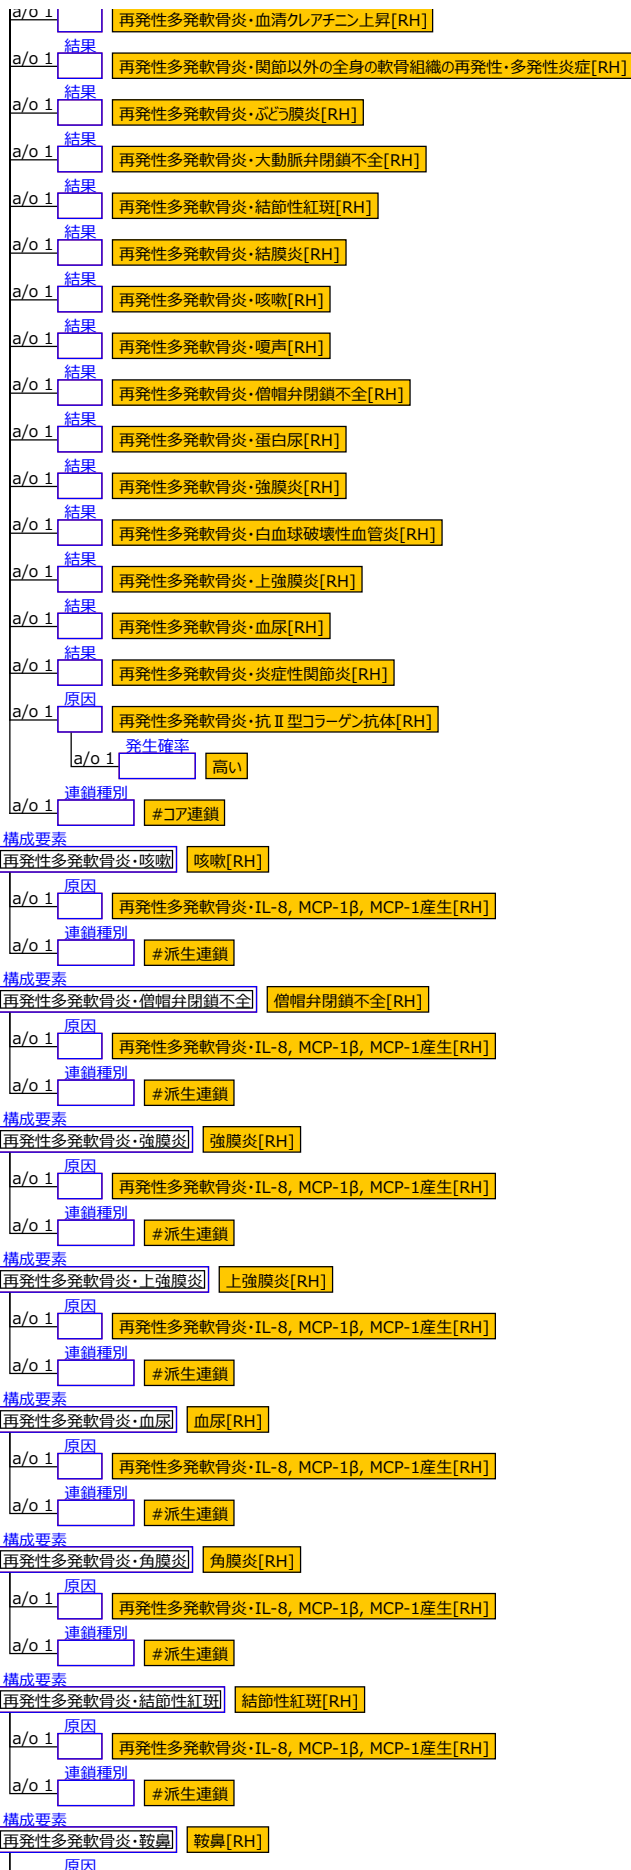 a/o 1 再発性多発軟骨炎・血清クレアチニン上昇[RH]
結果
a/o 1 再発性多発軟骨炎・関節以外の全身の軟骨組織の再発性・多発性炎症[RH]
結果
a/o 1 再発性多発軟骨炎・ぶどう膜炎[RH]
結果
a/o 1 再発性多発軟骨炎・大動脈弁閉鎖不全[RH]
結果
a/o 1 再発性多発軟骨炎・結節性紅斑[RH]
結果
a/o 1 再発性多発軟骨炎・結膜炎[RH]
結果
a/o 1 再発性多発軟骨炎・咳嗽[RH]
結果
a/o 1 再発性多発軟骨炎・嗄声[RH]
結果
a/o 1 再発性多発軟骨炎・僧帽弁閉鎖不全[RH]
結果
a/o 1 再発性多発軟骨炎・蛋白尿[RH]
結果
a/o 1 再発性多発軟骨炎・強膜炎[RH]
結果
a/o 1 再発性多発軟骨炎・白血球破壊性血管炎[RH]
結果
a/o 1 再発性多発軟骨炎・上強膜炎[RH]
結果
a/o 1 再発性多発軟骨炎・血尿[RH]
結果
a/o 1 再発性多発軟骨炎・炎症性関節炎[RH]
原因
a/o 1 再発性多発軟骨炎・抗Ⅱ型コラーゲン抗体[RH]
発生確率
a/o 1 高い
連鎖種別
a/o 1 #コア連鎖
構成要素
再発性多発軟骨炎・咳嗽 咳嗽[RH]
原因
a/o 1 再発性多発軟骨炎・IL-8, MCP-1β, MCP-1産生[RH]
連鎖種別
a/o 1 #派生連鎖
構成要素
再発性多発軟骨炎・僧帽弁閉鎖不全 僧帽弁閉鎖不全[RH]
原因
a/o 1 再発性多発軟骨炎・IL-8, MCP-1β, MCP-1産生[RH]
連鎖種別
a/o 1 #派生連鎖
構成要素
再発性多発軟骨炎・強膜炎 強膜炎[RH]
原因
a/o 1 再発性多発軟骨炎・IL-8, MCP-1β, MCP-1産生[RH]
連鎖種別
a/o 1 #派生連鎖
構成要素
再発性多発軟骨炎・上強膜炎 上強膜炎[RH]
原因
a/o 1 再発性多発軟骨炎・IL-8, MCP-1β, MCP-1産生[RH]
連鎖種別
a/o 1 #派生連鎖
構成要素
再発性多発軟骨炎・血尿 血尿[RH]
原因
a/o 1 再発性多発軟骨炎・IL-8, MCP-1β, MCP-1産生[RH]
連鎖種別
a/o 1 #派生連鎖
構成要素
再発性多発軟骨炎・角膜炎 角膜炎[RH]
原因
a/o 1 再発性多発軟骨炎・IL-8, MCP-1β, MCP-1産生[RH]
連鎖種別
a/o 1 #派生連鎖
構成要素
再発性多発軟骨炎・結節性紅斑 結節性紅斑[RH]
原因
a/o 1 再発性多発軟骨炎・IL-8, MCP-1β, MCP-1産生[RH]
連鎖種別
a/o 1 #派生連鎖
構成要素
再発性多発軟骨炎・鞍鼻 鞍鼻[RH]
原因